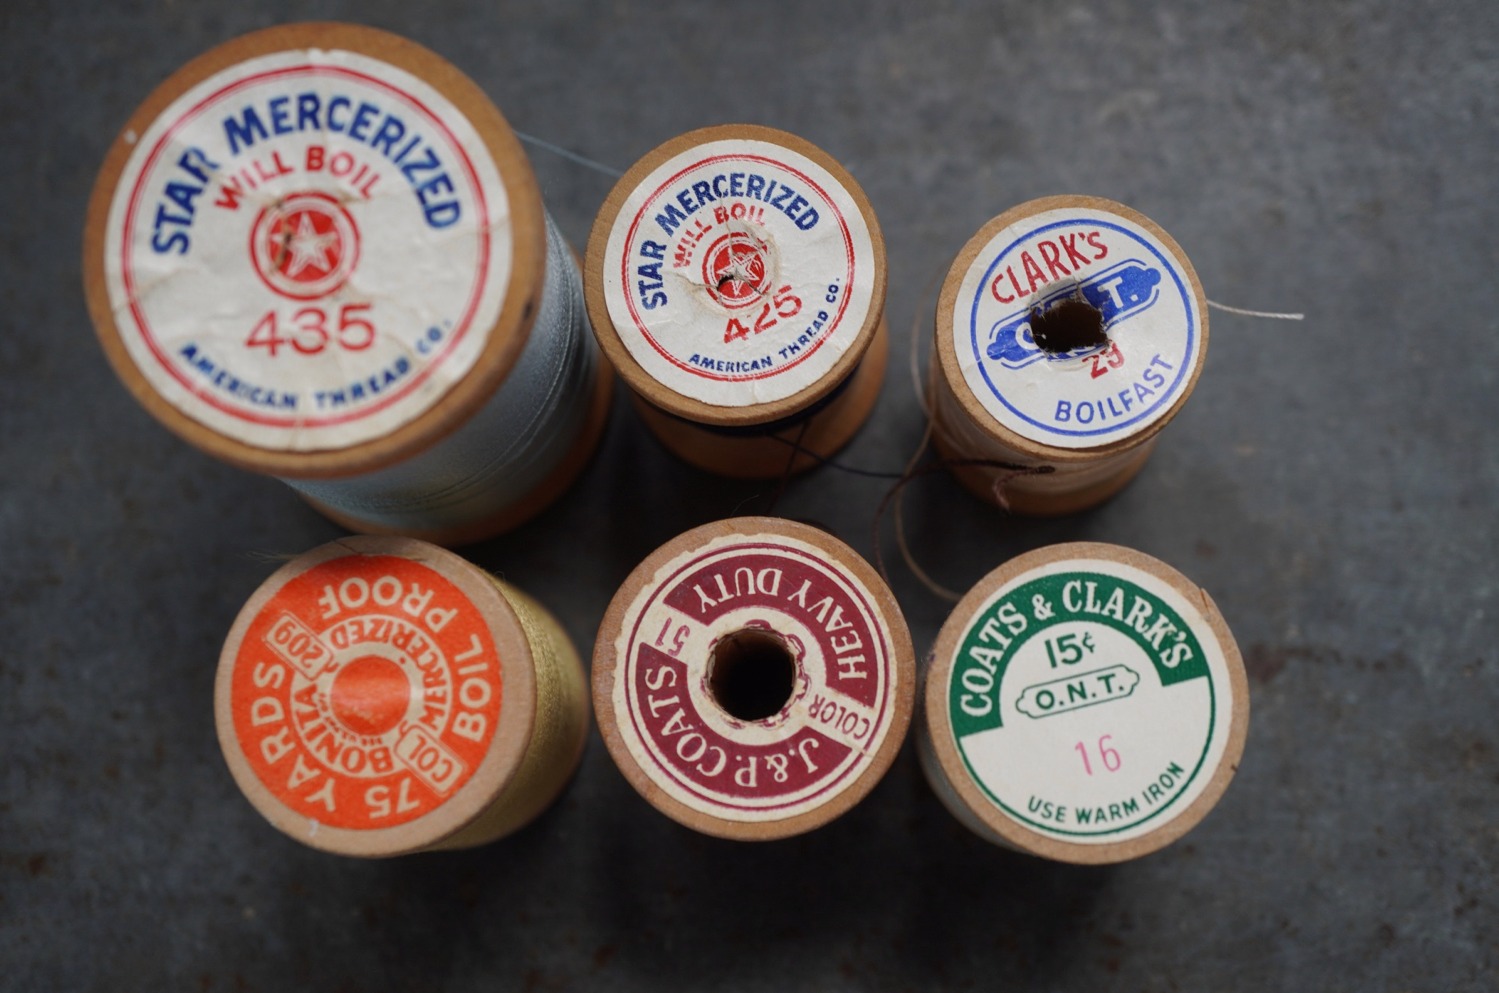 STAR MERCERIZED
WILL BOIL
435
AMERICAN THREAD CO.
STAR MERCERIZED
WILL BOIL
425
AMERICAN THREAD CO.
CLARK'S
T.
29
BOILFAST
BOIL PROOF
75 YARDS
209
MERCERIZED
BONITA
COL
HEAVY DUTY
COLOR 51
J.&P.COATS
COATS & CLARK'S
15¢
O.N.T.
16
USE WARM IRON